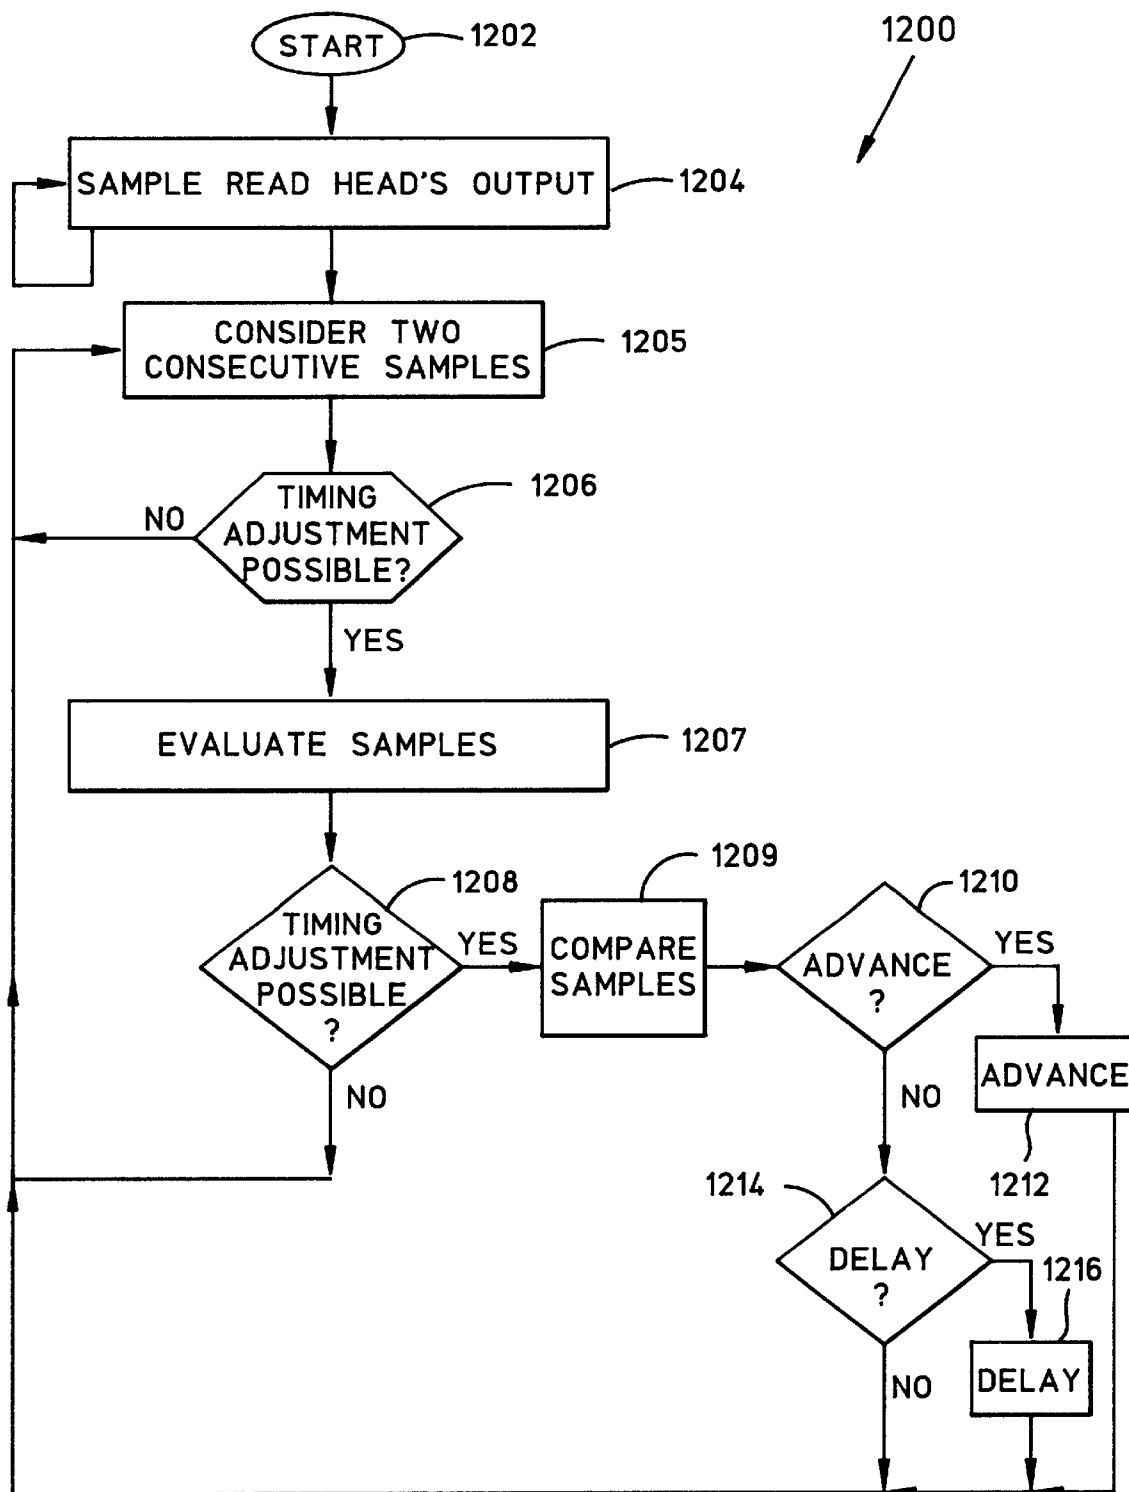 START
1202
1200
SAMPLE READ HEAD'S OUTPUT
1204
CONSIDER TWO
CONSECUTIVE SAMPLES
1205
TIMING
ADJUSTMENT
POSSIBLE?
1206
NO
YES
EVALUATE SAMPLES
1207
TIMING
ADJUSTMENT
POSSIBLE
?
1208
YES
NO
COMPARE
SAMPLES
1209
ADVANCE
?
1210
YES
NO
ADVANCE
1212
DELAY
?
1214
YES
NO
DELAY
1216